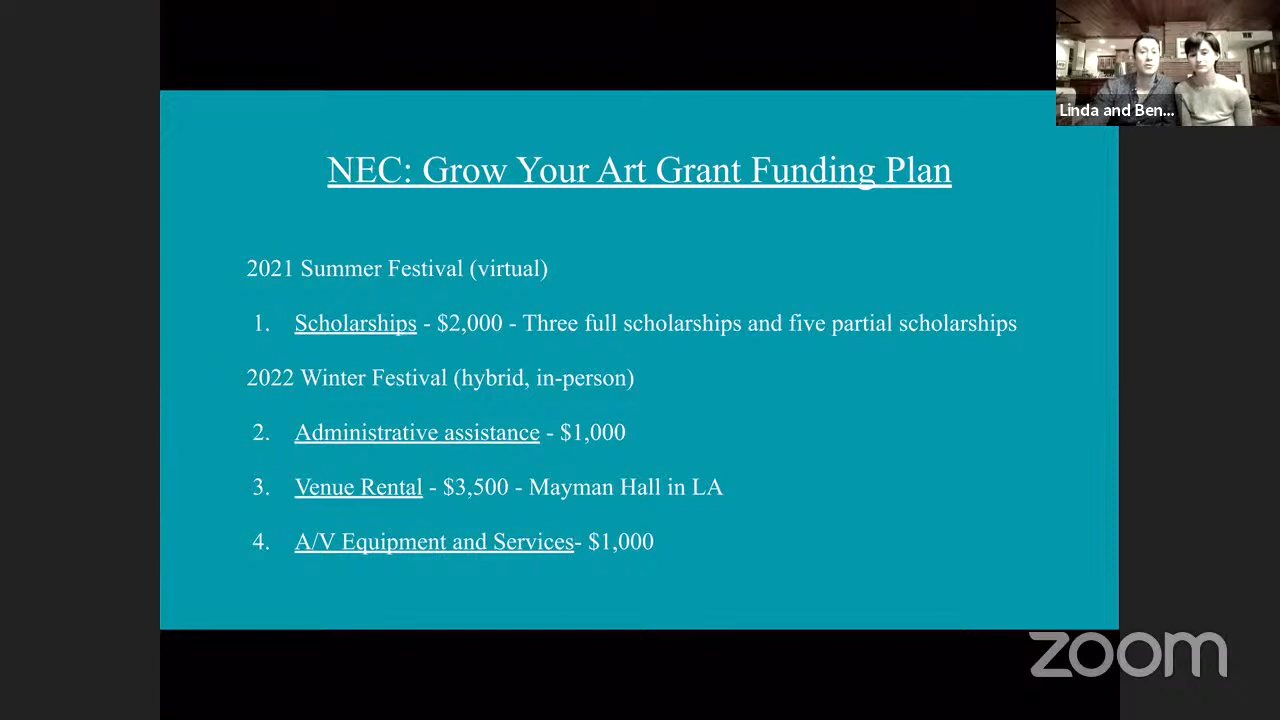 Linda and Ben...
NEC: Grow Your Art Grant Funding Plan
2021 Summer Festival (virtual)
1. Scholarships - $2,000 - Three full scholarships and five partial scholarships
2022 Winter Festival (hybrid, in-person)
2. Administrative assistance - $1,000
3. Venue Rental - $3,500 - Mayman Hall in LA
4. A/V Equipment and Services- $1,000
zoom